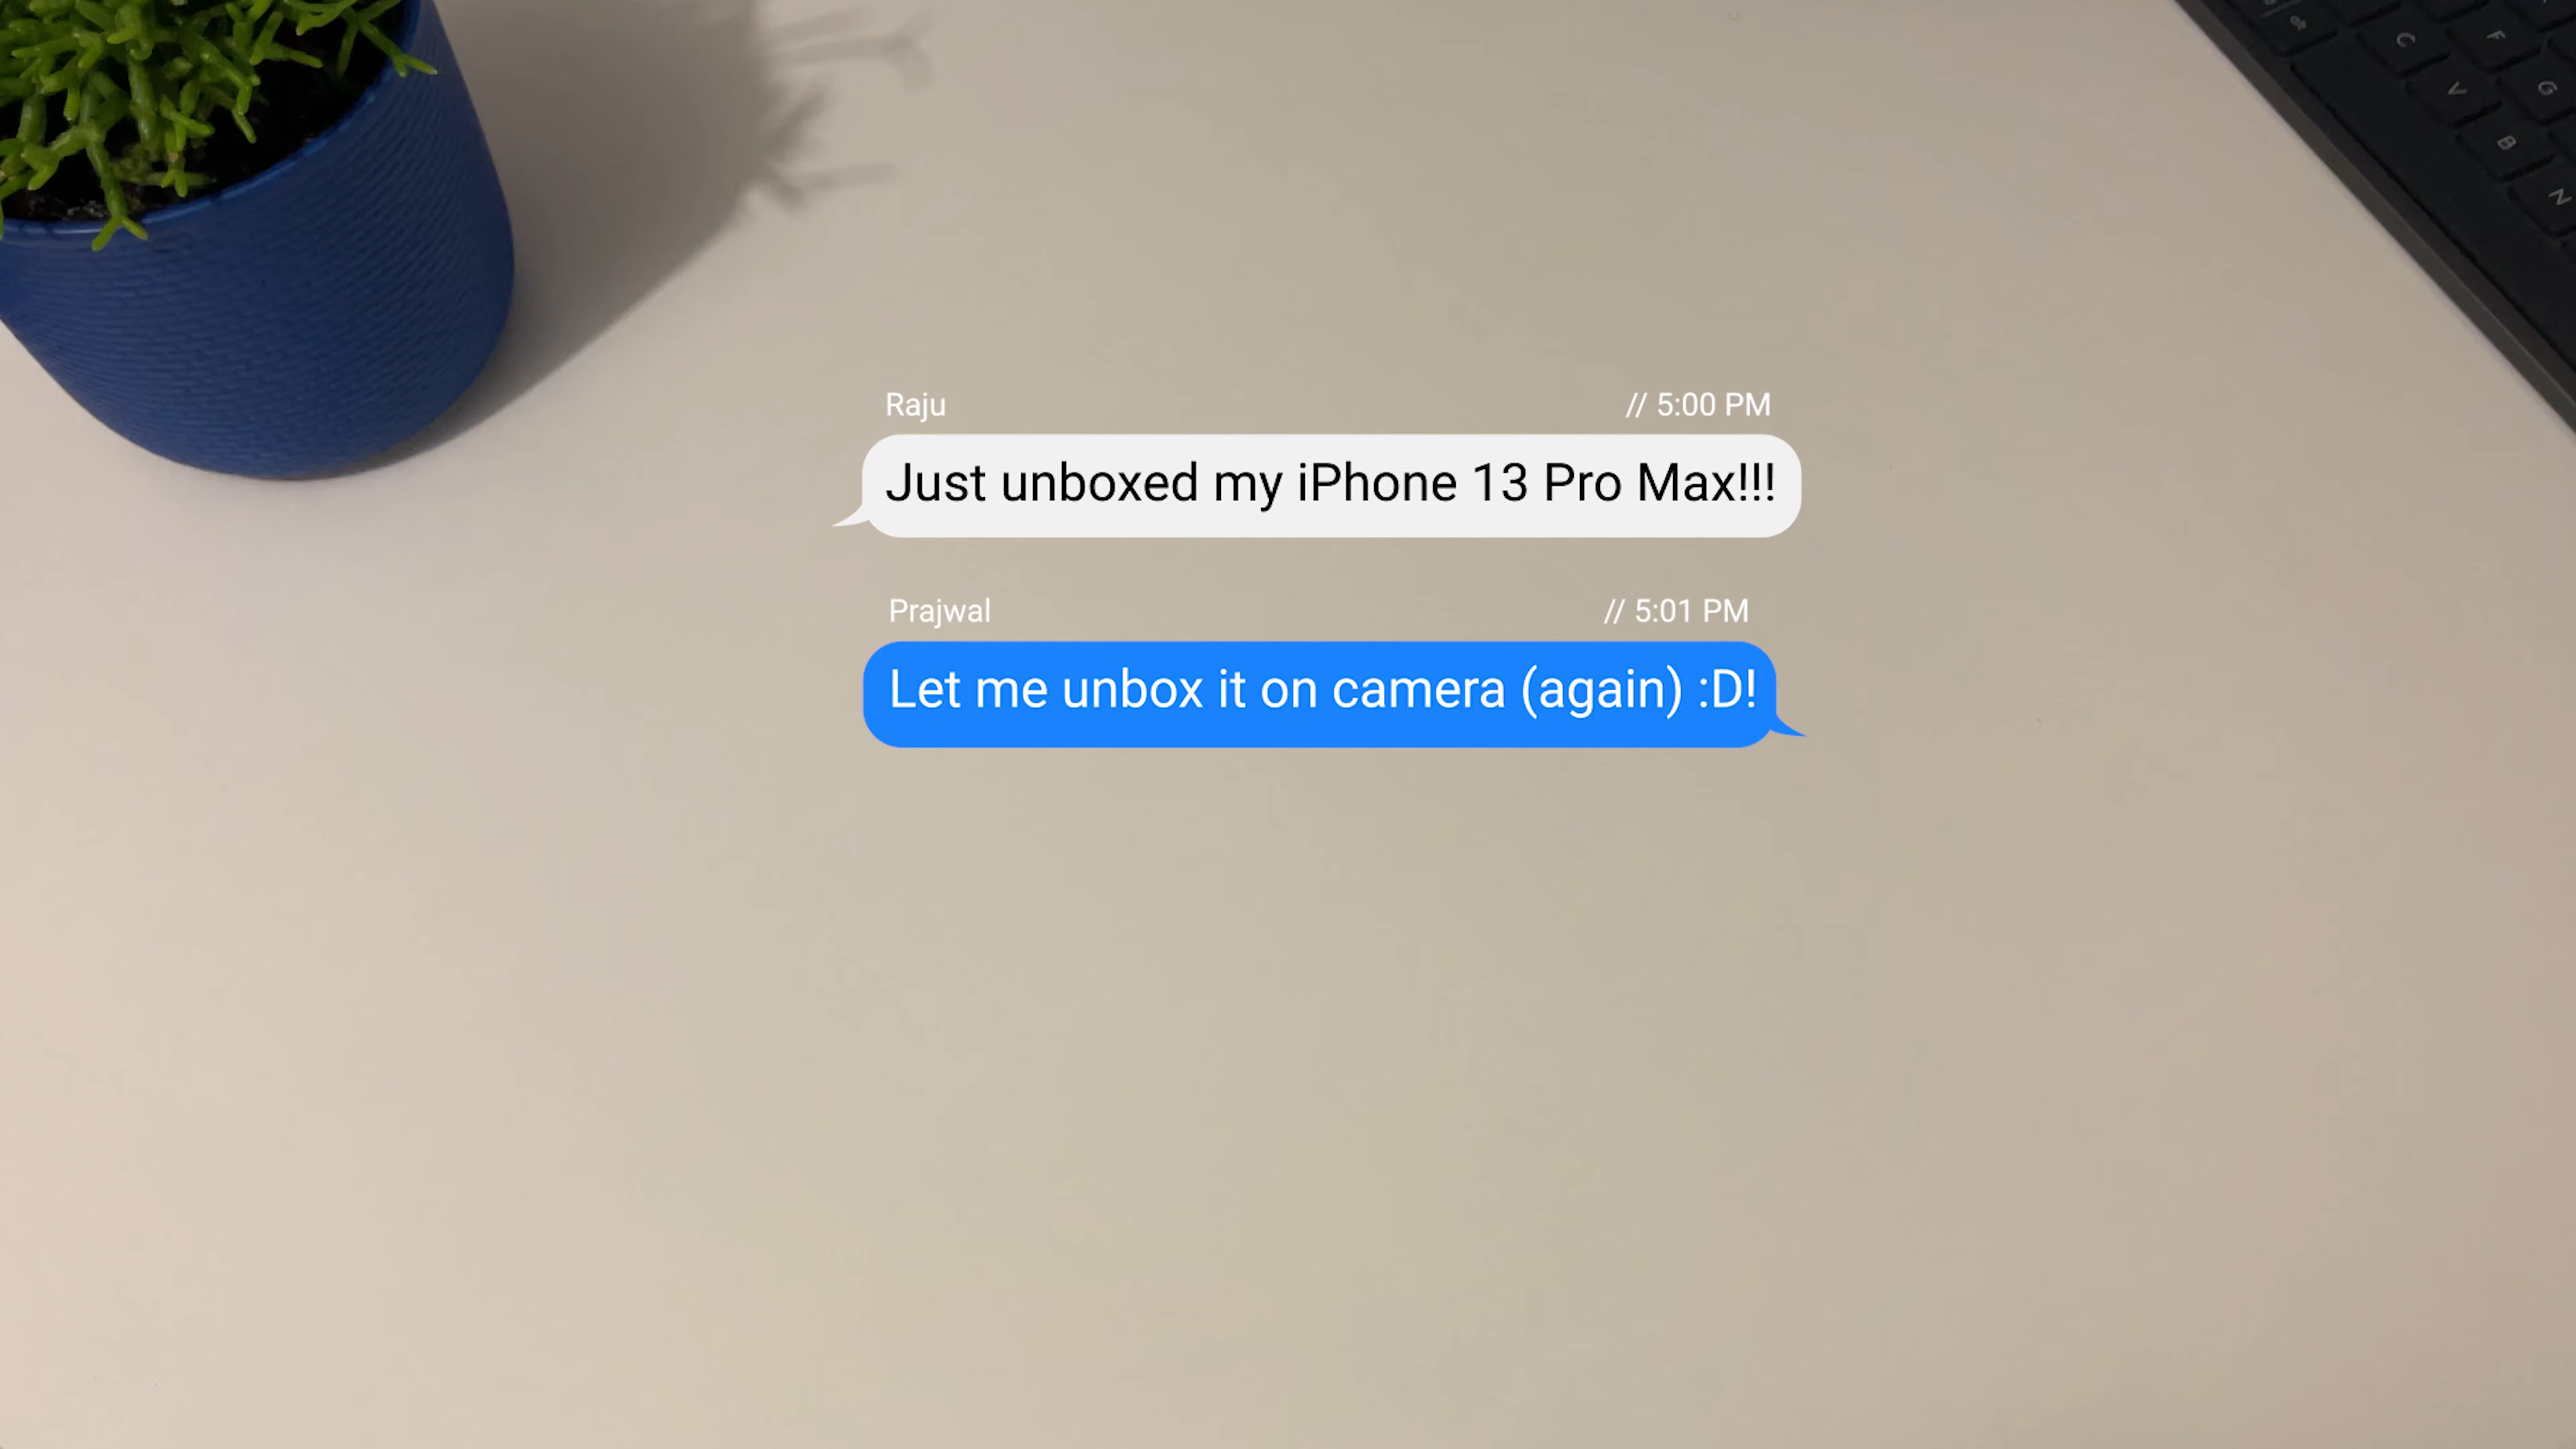 Raju // 5:00 PM
Just unboxed my iPhone 13 Pro Max!!!
Prajwal // 5:01 PM
Let me unbox it on camera (again) :D!
C F
V G
B
N